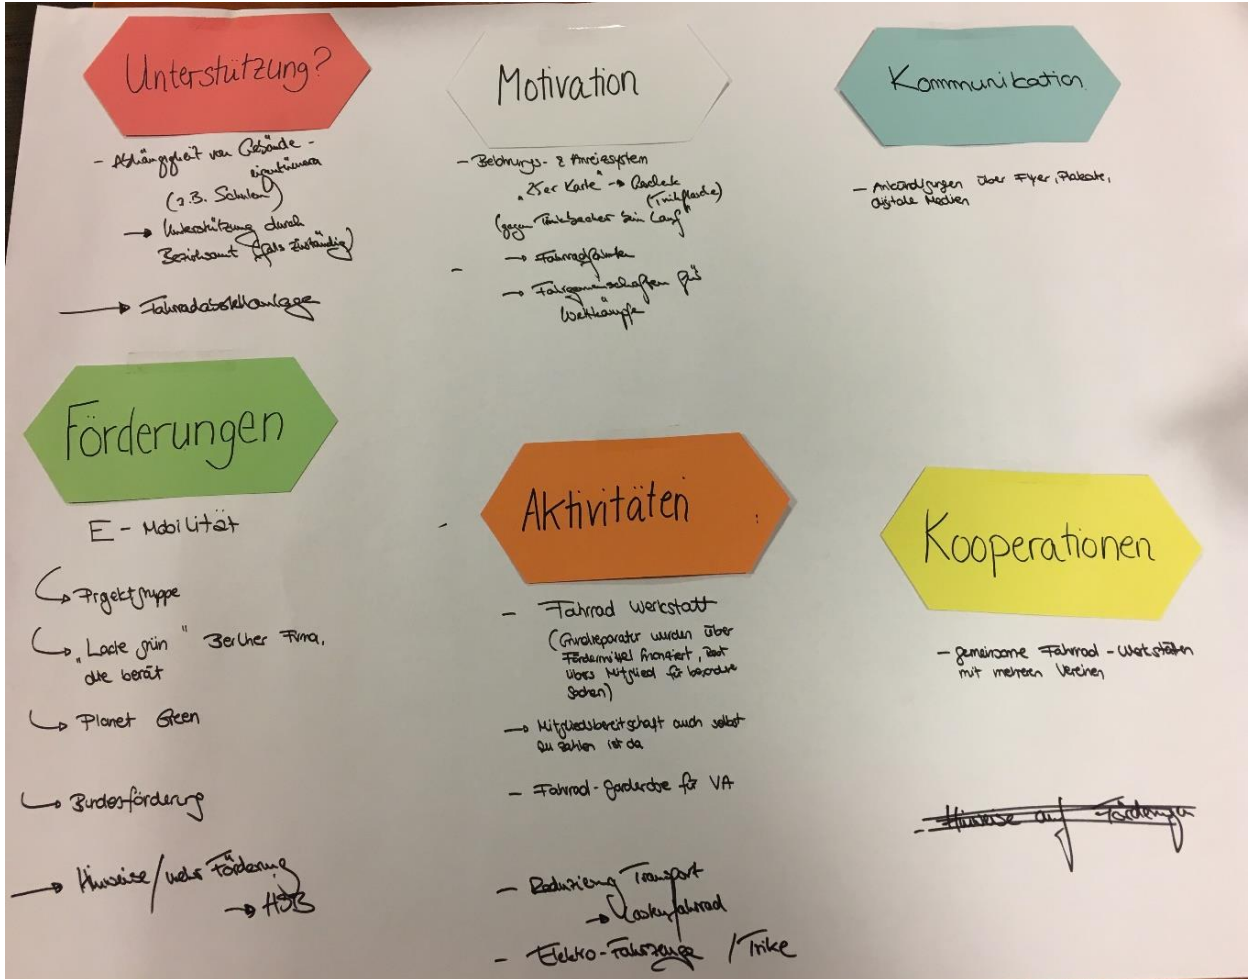 Unterstützung?
- Abhängigkeit von Gebäude-
eigentümern
(z.B. Schulen)
→ Unterstützung durch
Bezirksamt (falls zuständig)
→ Fahrradabstellanlage
Motivation
- Belohnungs- & Anreizsystem
"25er Karte" → Geschenk
(Trinkflasche)
(gegen Trinkbecher beim Lauf)
→ Fahrradfahrten
- → Fahrgemeinschaften für
Wettkämpfe
Kommunikation
- Ankündigungen über Flyer, Plakate,
digitale Medien
Förderungen
E-Mobilität
↳ Projektgruppe
↳ "Lade grün" Berliner Firma,
die berät
↳ Planet Green
↳ Bundesförderung
→ Hinweise / mehr Förderung
→
Aktivitäten
- Fahrrad Werkstatt
(Grundreparatur wurden über
Fördermittel finanziert, Rest
übers Mitglied für besondere
Sachen)
→ Mitgliedsbereitschaft auch selbst
zu zahlen ist da
- Fahrrad-Garderobe für VA
- Reduzierung Transport
→ Lastenfahrrad
- Elektro-Fahrzeuge / Trike
Kooperationen
- gemeinsame Fahrrad-Werkstätten
mit mehreren Vereinen
- Hinweise auf Förderungen